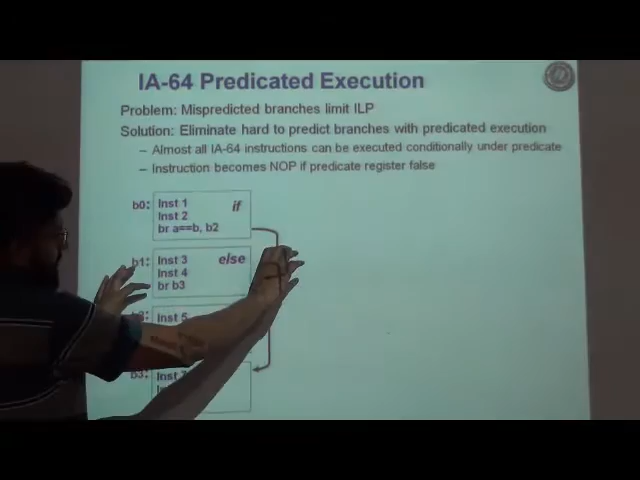 IA-64 Predicated Execution
Problem: Mispredicted branches limit ILP
Solution: Eliminate hard to predict branches with predicated execution
– Almost all IA-64 instructions can be executed conditionally under predicate
– Instruction becomes NOP if predicate register false
b0: Inst 1 if
Inst 2
br a==b, b2
b1: Inst 3 else
Inst 4
br b3
Inst 5
b3: Inst